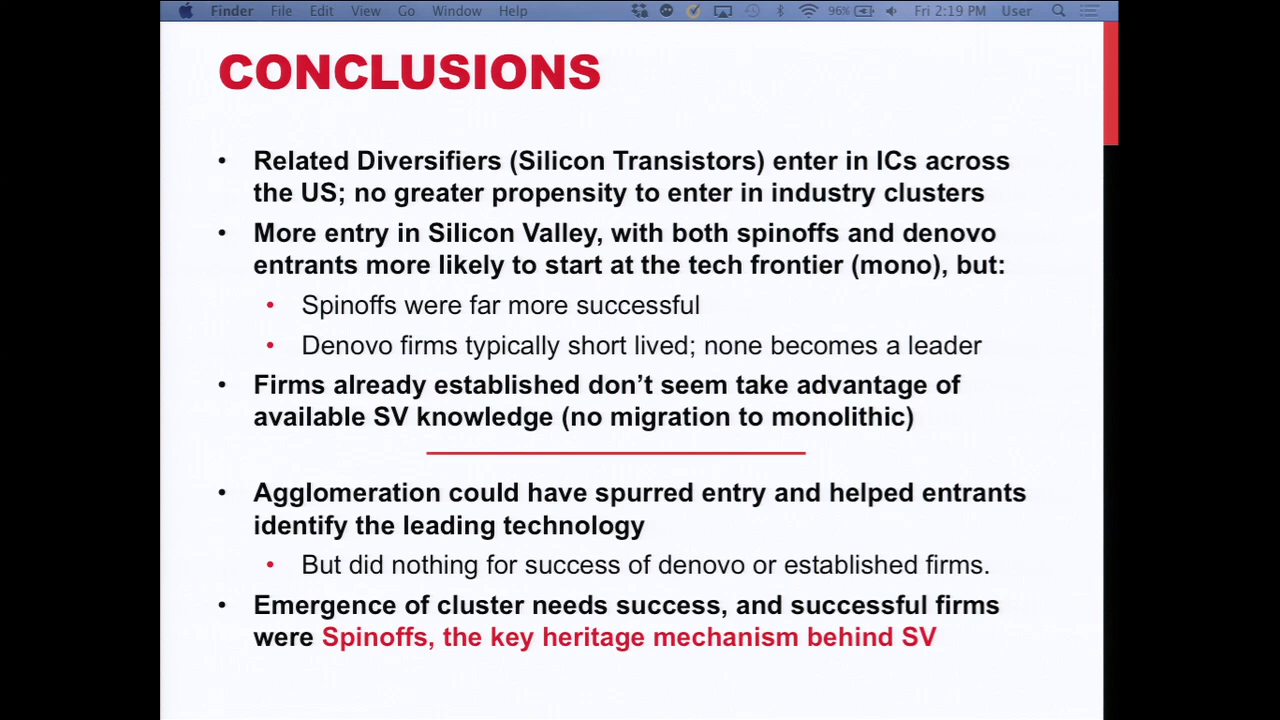 Finder File Edit View Go Window Help 96% Fri 2:19 PM User
CONCLUSIONS
• Related Diversifiers (Silicon Transistors) enter in ICs across
the US; no greater propensity to enter in industry clusters
• More entry in Silicon Valley, with both spinoffs and denovo
entrants more likely to start at the tech frontier (mono), but:
• Spinoffs were far more successful
• Denovo firms typically short lived; none becomes a leader
• Firms already established don’t seem take advantage of
available SV knowledge (no migration to monolithic)
• Agglomeration could have spurred entry and helped entrants
identify the leading technology
• But did nothing for success of denovo or established firms.
• Emergence of cluster needs success, and successful firms
were Spinoffs, the key heritage mechanism behind SV